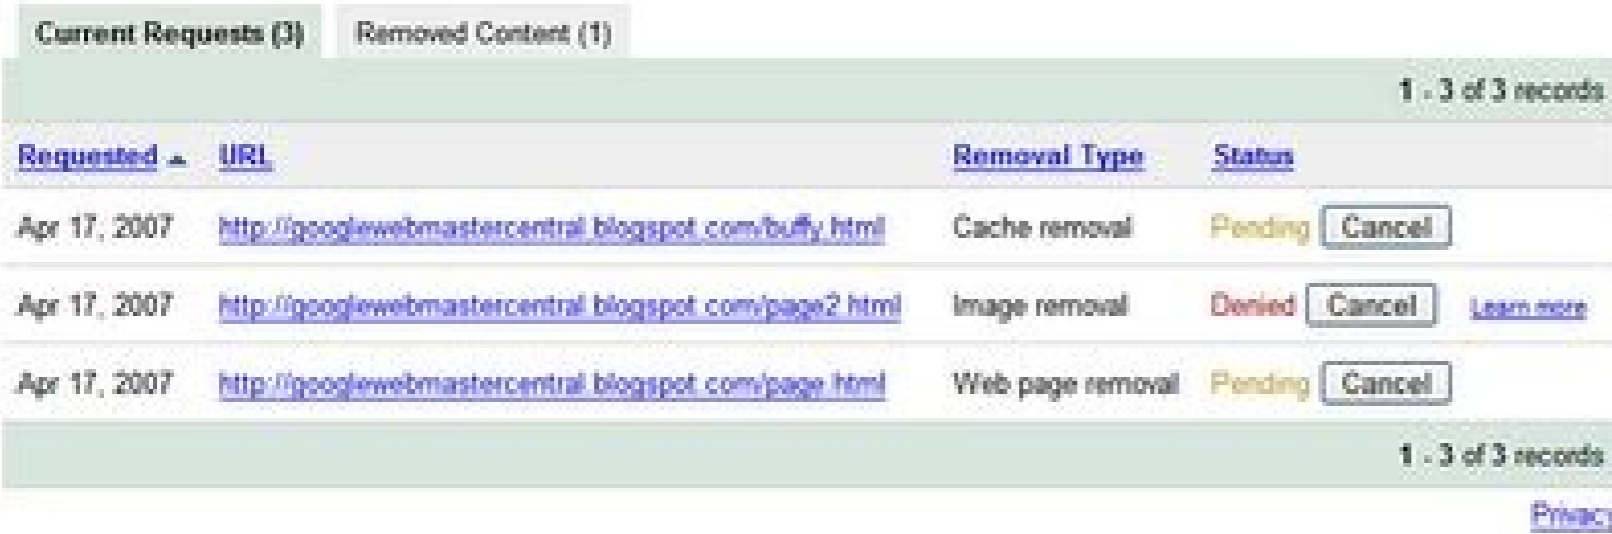 Current Requests (3) Removed Content (1)
1 - 3 of 3 records
Requested URL Removal Type Status
Apr 17, 2007 http://googlewebmastercentral.blogspot.com/buffy.html Cache removal Pending Cancel
Apr 17, 2007 http://googlewebmastercentral.blogspot.com/page2.html Image removal Denied Cancel Learn more
Apr 17, 2007 http://googlewebmastercentral.blogspot.com/page.html Web page removal Pending Cancel
1 - 3 of 3 records
Privacy